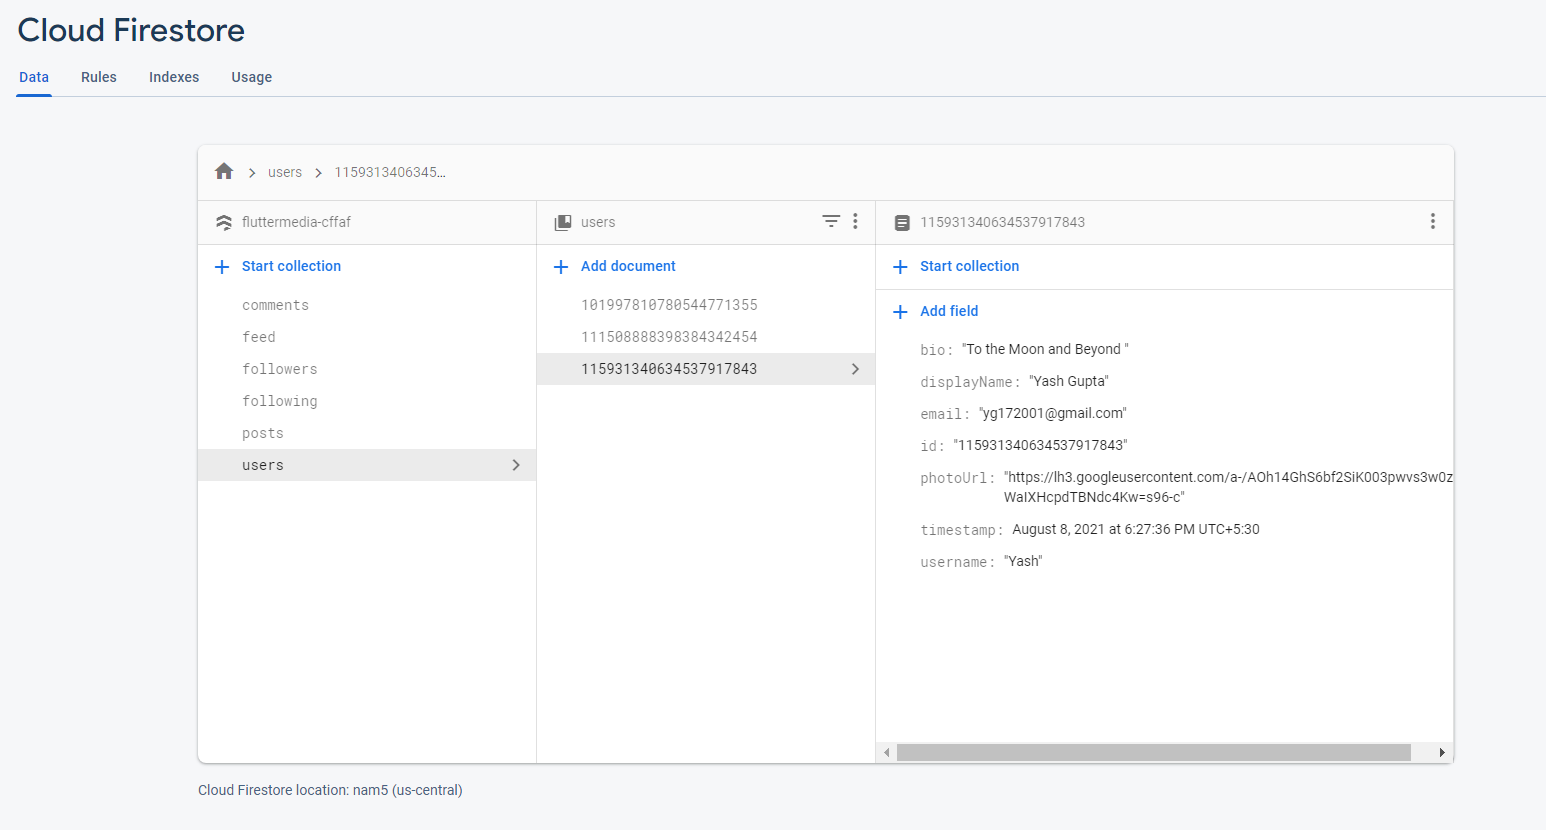 Cloud Firestore
Data Rules Indexes Usage
users 1159313406345...
fluttermedia-cffaf
Start collection
comments
feed
followers
following
posts
users
users
Add document
101997810780544771355
111508888398384342454
115931340634537917843
115931340634537917843
Start collection
Add field
bio: "To the Moon and Beyond "
displayName: "Yash Gupta"
email: "yg172001@gmail.com"
id: "115931340634537917843"
photoUrl: "https://lh3.googleusercontent.com/a-/AOh14GhS6bf2SiK003pwvs3w0z
WaIXHcpdTBNdc4Kw=s96-c"
timestamp: August 8, 2021 at 6:27:36 PM UTC+5:30
username: "Yash"
Cloud Firestore location: nam5 (us-central)